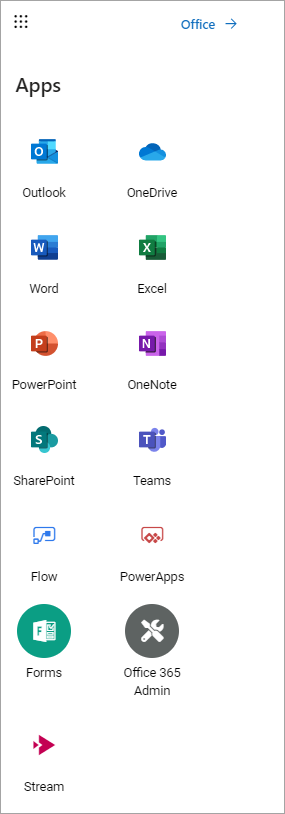 Office →
Apps
Outlook OneDrive
Word Excel
PowerPoint OneNote
SharePoint Teams
Flow PowerApps
Forms Office 365
Admin
Stream